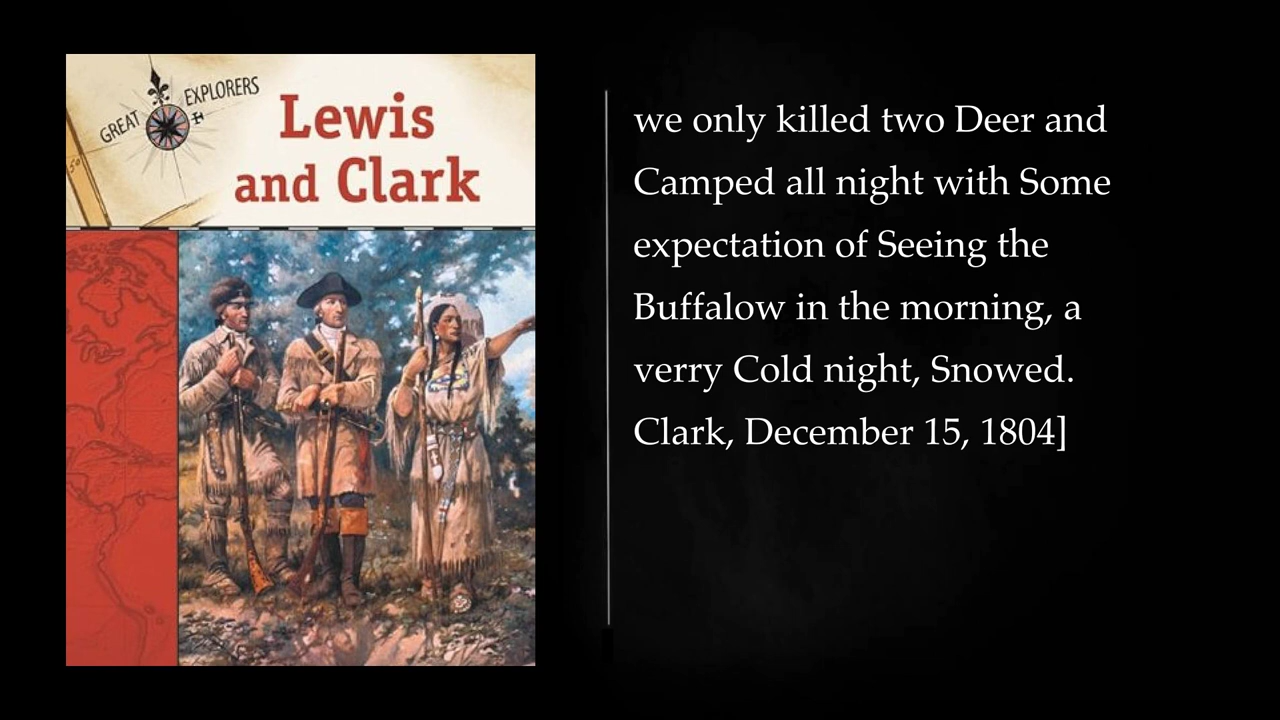 GREAT EXPLORERS
Lewis
and Clark
50
we only killed two Deer and
Camped all night with Some
expectation of Seeing the
Buffalow in the morning, a
verry Cold night, Snowed.
Clark, December 15, 1804]